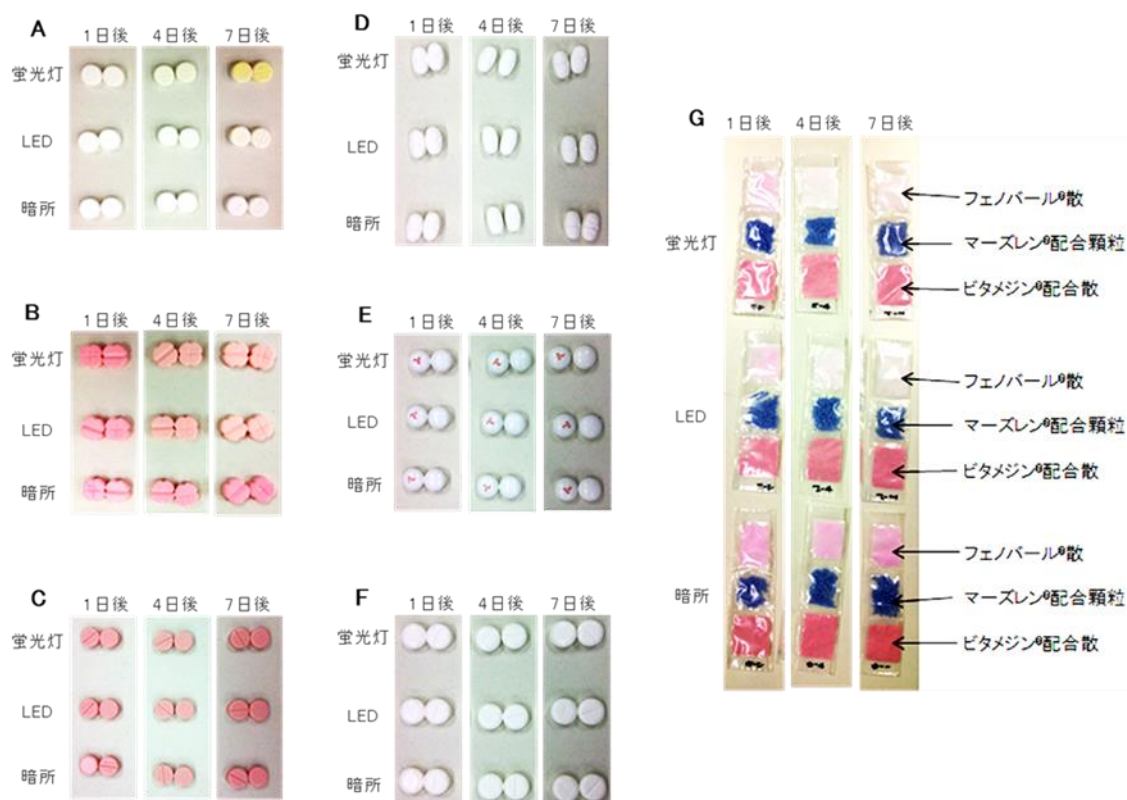 A
1日後 4日後 7日後
蛍光灯
LED
暗所
B
1日後 4日後 7日後
蛍光灯
LED
暗所
C
1日後 4日後 7日後
蛍光灯
LED
暗所
D
1日後 4日後 7日後
蛍光灯
LED
暗所
E
1日後 4日後 7日後
蛍光灯
LED
暗所
F
1日後 4日後 7日後
蛍光灯
LED
暗所
G
1日後 4日後 7日後
蛍光灯
フェノバール®散
マーズレン®配合顆粒
ビタメジン®配合散
LED
フェノバール®散
マーズレン®配合顆粒
ビタメジン®配合散
暗所
フェノバール®散
マーズレン®配合顆粒
ビタメジン®配合散